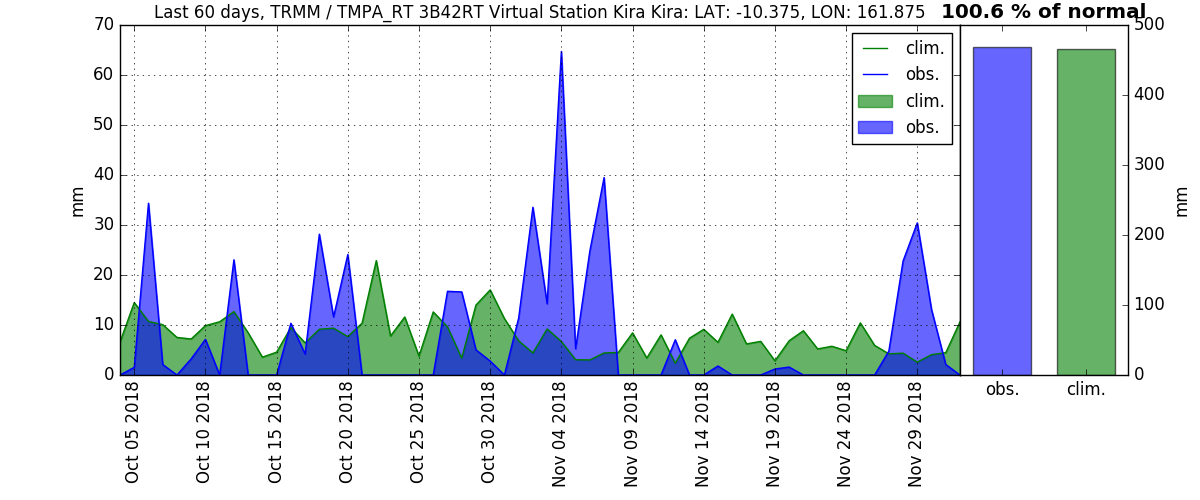 Last 60 days, TRMM / TMPA_RT 3B42RT Virtual Station Kira Kira: LAT: -10.375, LON: 161.875
100.6 % of normal
70
60
50
40
30
20
10
0
mm
clim.
obs.
clim.
obs.
500
400
300
200
100
0
mm
obs.
clim.
Oct 05 2018
Oct 10 2018
Oct 15 2018
Oct 20 2018
Oct 25 2018
Oct 30 2018
Nov 04 2018
Nov 09 2018
Nov 14 2018
Nov 19 2018
Nov 24 2018
Nov 29 2018